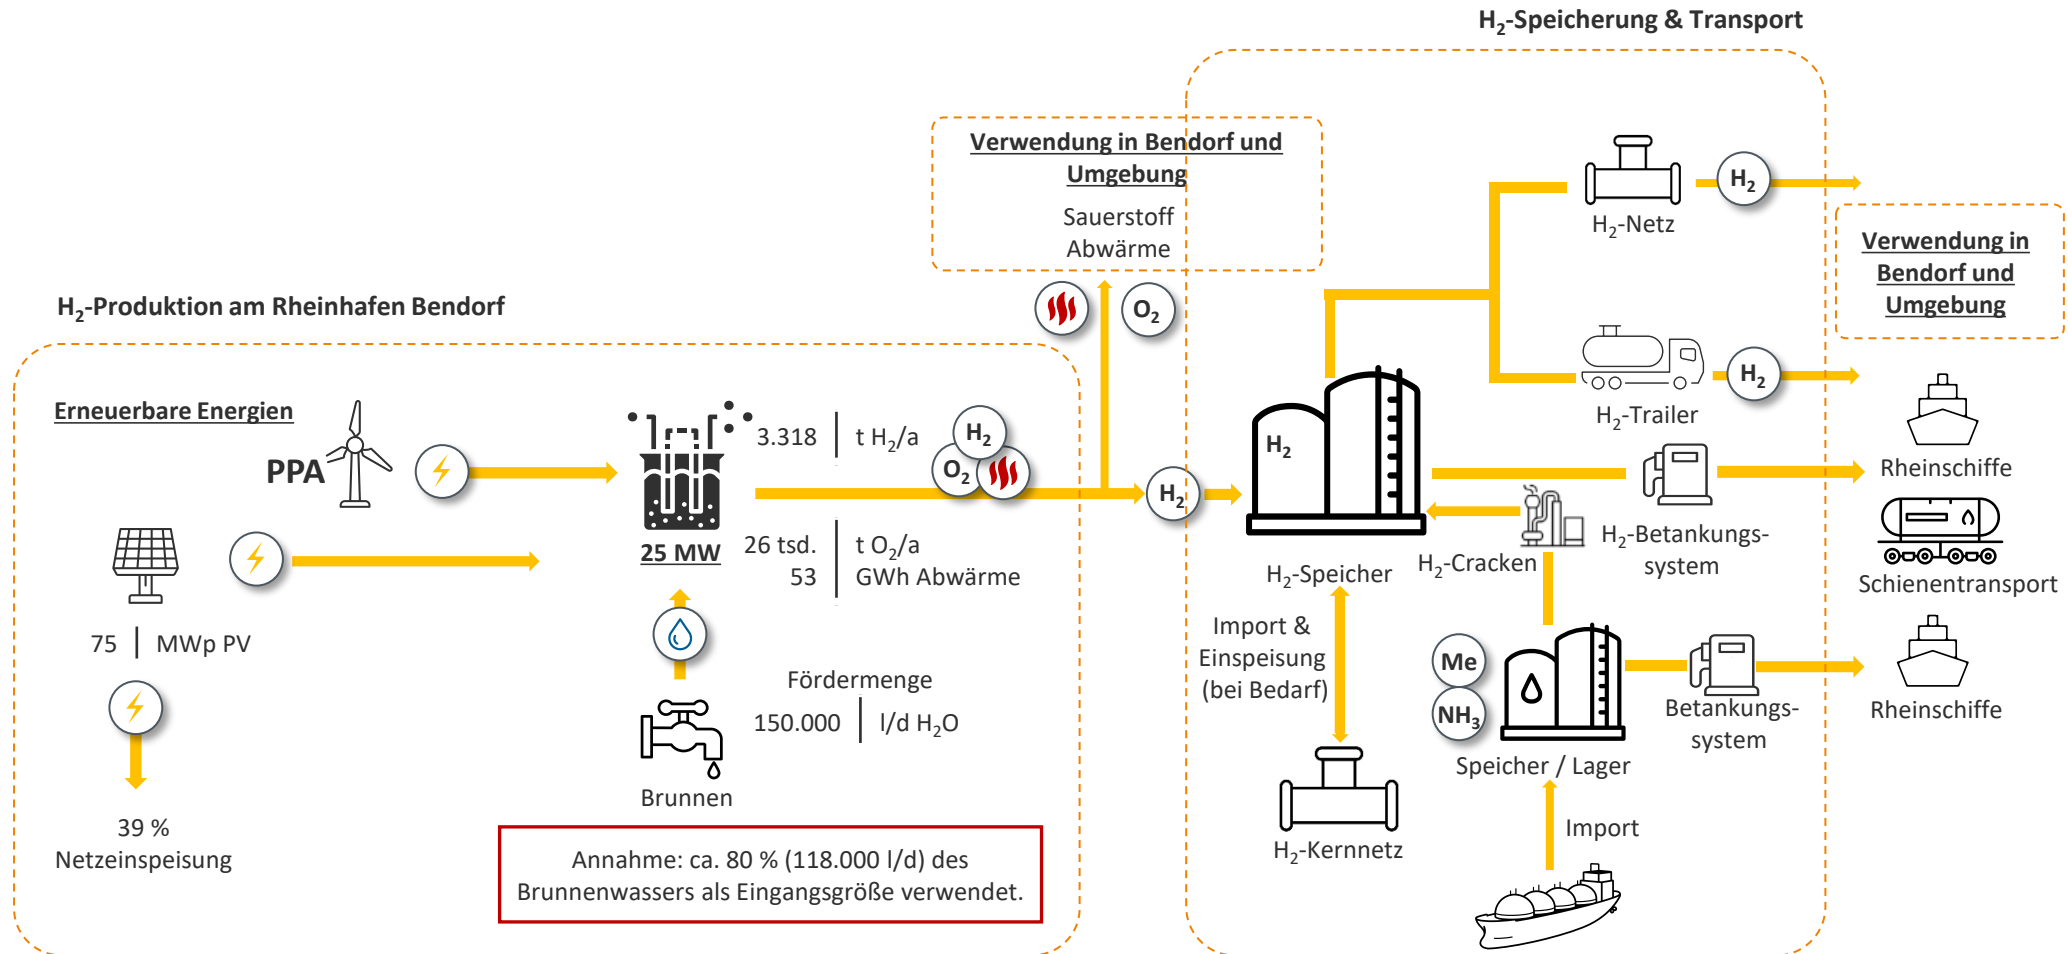 H₂-Speicherung & Transport
Verwendung in Bendorf und
Umgebung
Sauerstoff
Abwärme
O₂
H₂-Produktion am Rheinhafen Bendorf
Erneuerbare Energien
PPA
75 | MWp PV
39 %
Netzeinspeisung
25 MW
3.318 | t H₂/a
26 tsd. | t O₂/a
53 | GWh Abwärme
H₂
O₂
Fördermenge
150.000 | l/d H₂O
Brunnen
Annahme: ca. 80 % (118.000 l/d) des
Brunnenwassers als Eingangsgröße verwendet.
H₂
H₂
H₂-Speicher
Import &
Einspeisung
(bei Bedarf)
H₂-Kernnetz
H₂-Netz
H₂
H₂-Trailer
H₂
H₂-Betankungs-
system
H₂-Cracken
Me
NH₃
Speicher / Lager
Import
Betankungs-
system
Verwendung in
Bendorf und
Umgebung
Rheinschiffe
Schienentransport
Rheinschiffe